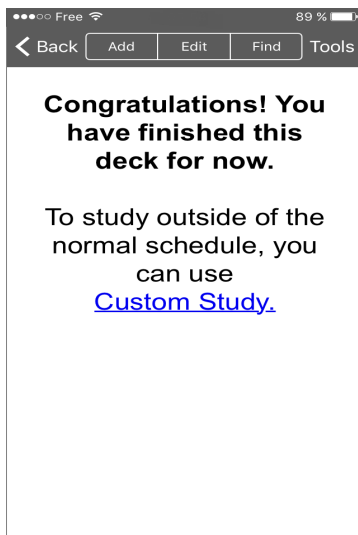 Free 89 %
Back Add Edit Find Tools
Congratulations! You
have finished this
deck for now.
To study outside of the
normal schedule, you
can use
Custom Study.